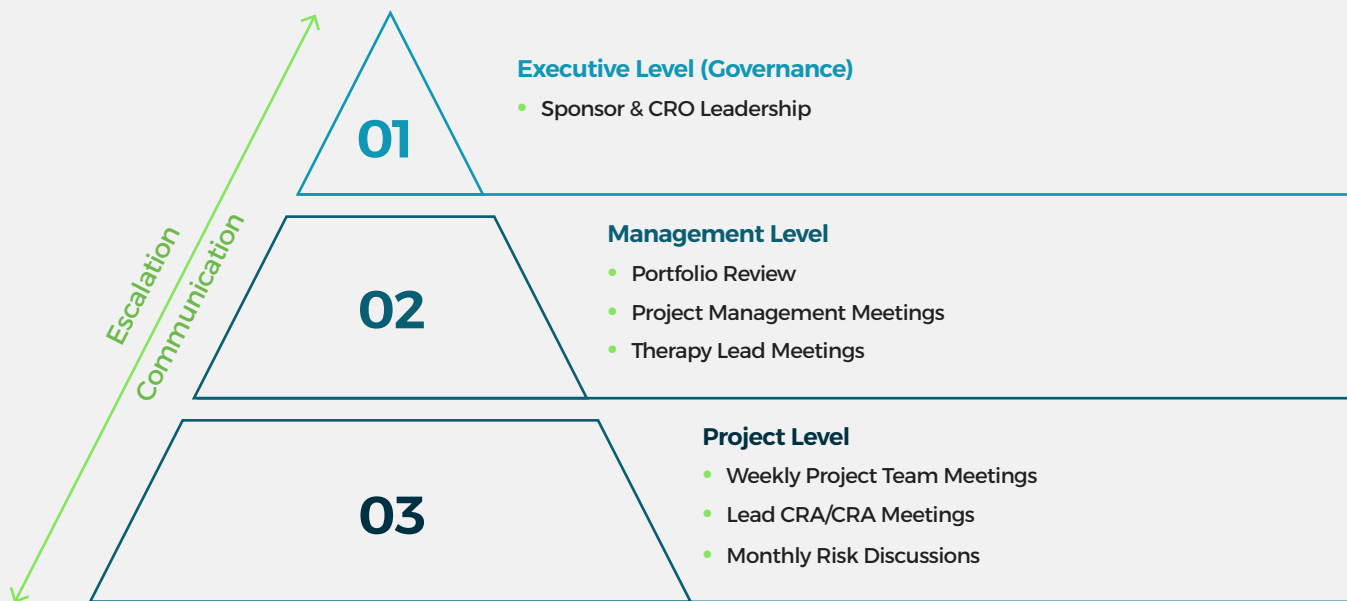 Executive Level (Governance)
• Sponsor & CRO Leadership
01
Escalation
Communication
Management Level
• Portfolio Review
• Project Management Meetings
• Therapy Lead Meetings
02
Project Level
• Weekly Project Team Meetings
• Lead CRA/CRA Meetings
• Monthly Risk Discussions
03